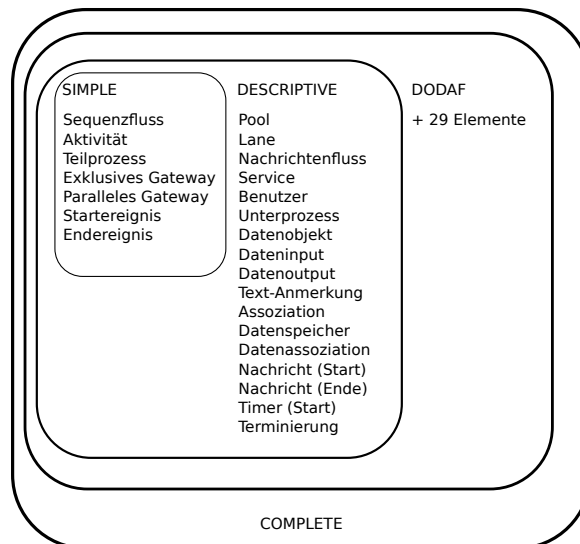 SIMPLE
Sequenzfluss
Aktivität
Teilprozess
Exklusives Gateway
Paralleles Gateway
Startereignis
Endereignis
DESCRIPTIVE
Pool
Lane
Nachrichtenfluss
Service
Benutzer
Unterprozess
Datenobjekt
Dateninput
Datenoutput
Text-Anmerkung
Assoziation
Datenspeicher
Datenassoziation
Nachricht (Start)
Nachricht (Ende)
Timer (Start)
Terminierung
DODAF
+ 29 Elemente
COMPLETE